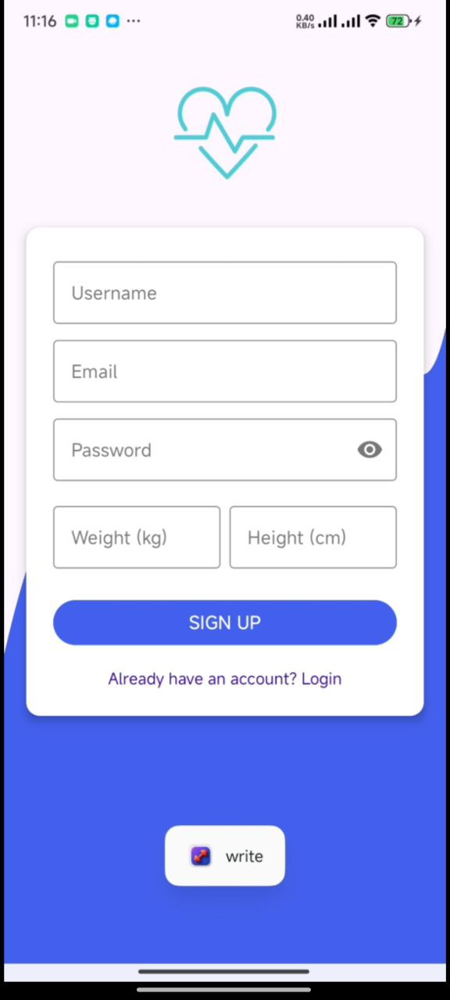 11:16
0.40
KB/s
72
Username
Email
Password
Weight (kg)
Height (cm)
SIGN UP
Already have an account? Login
write